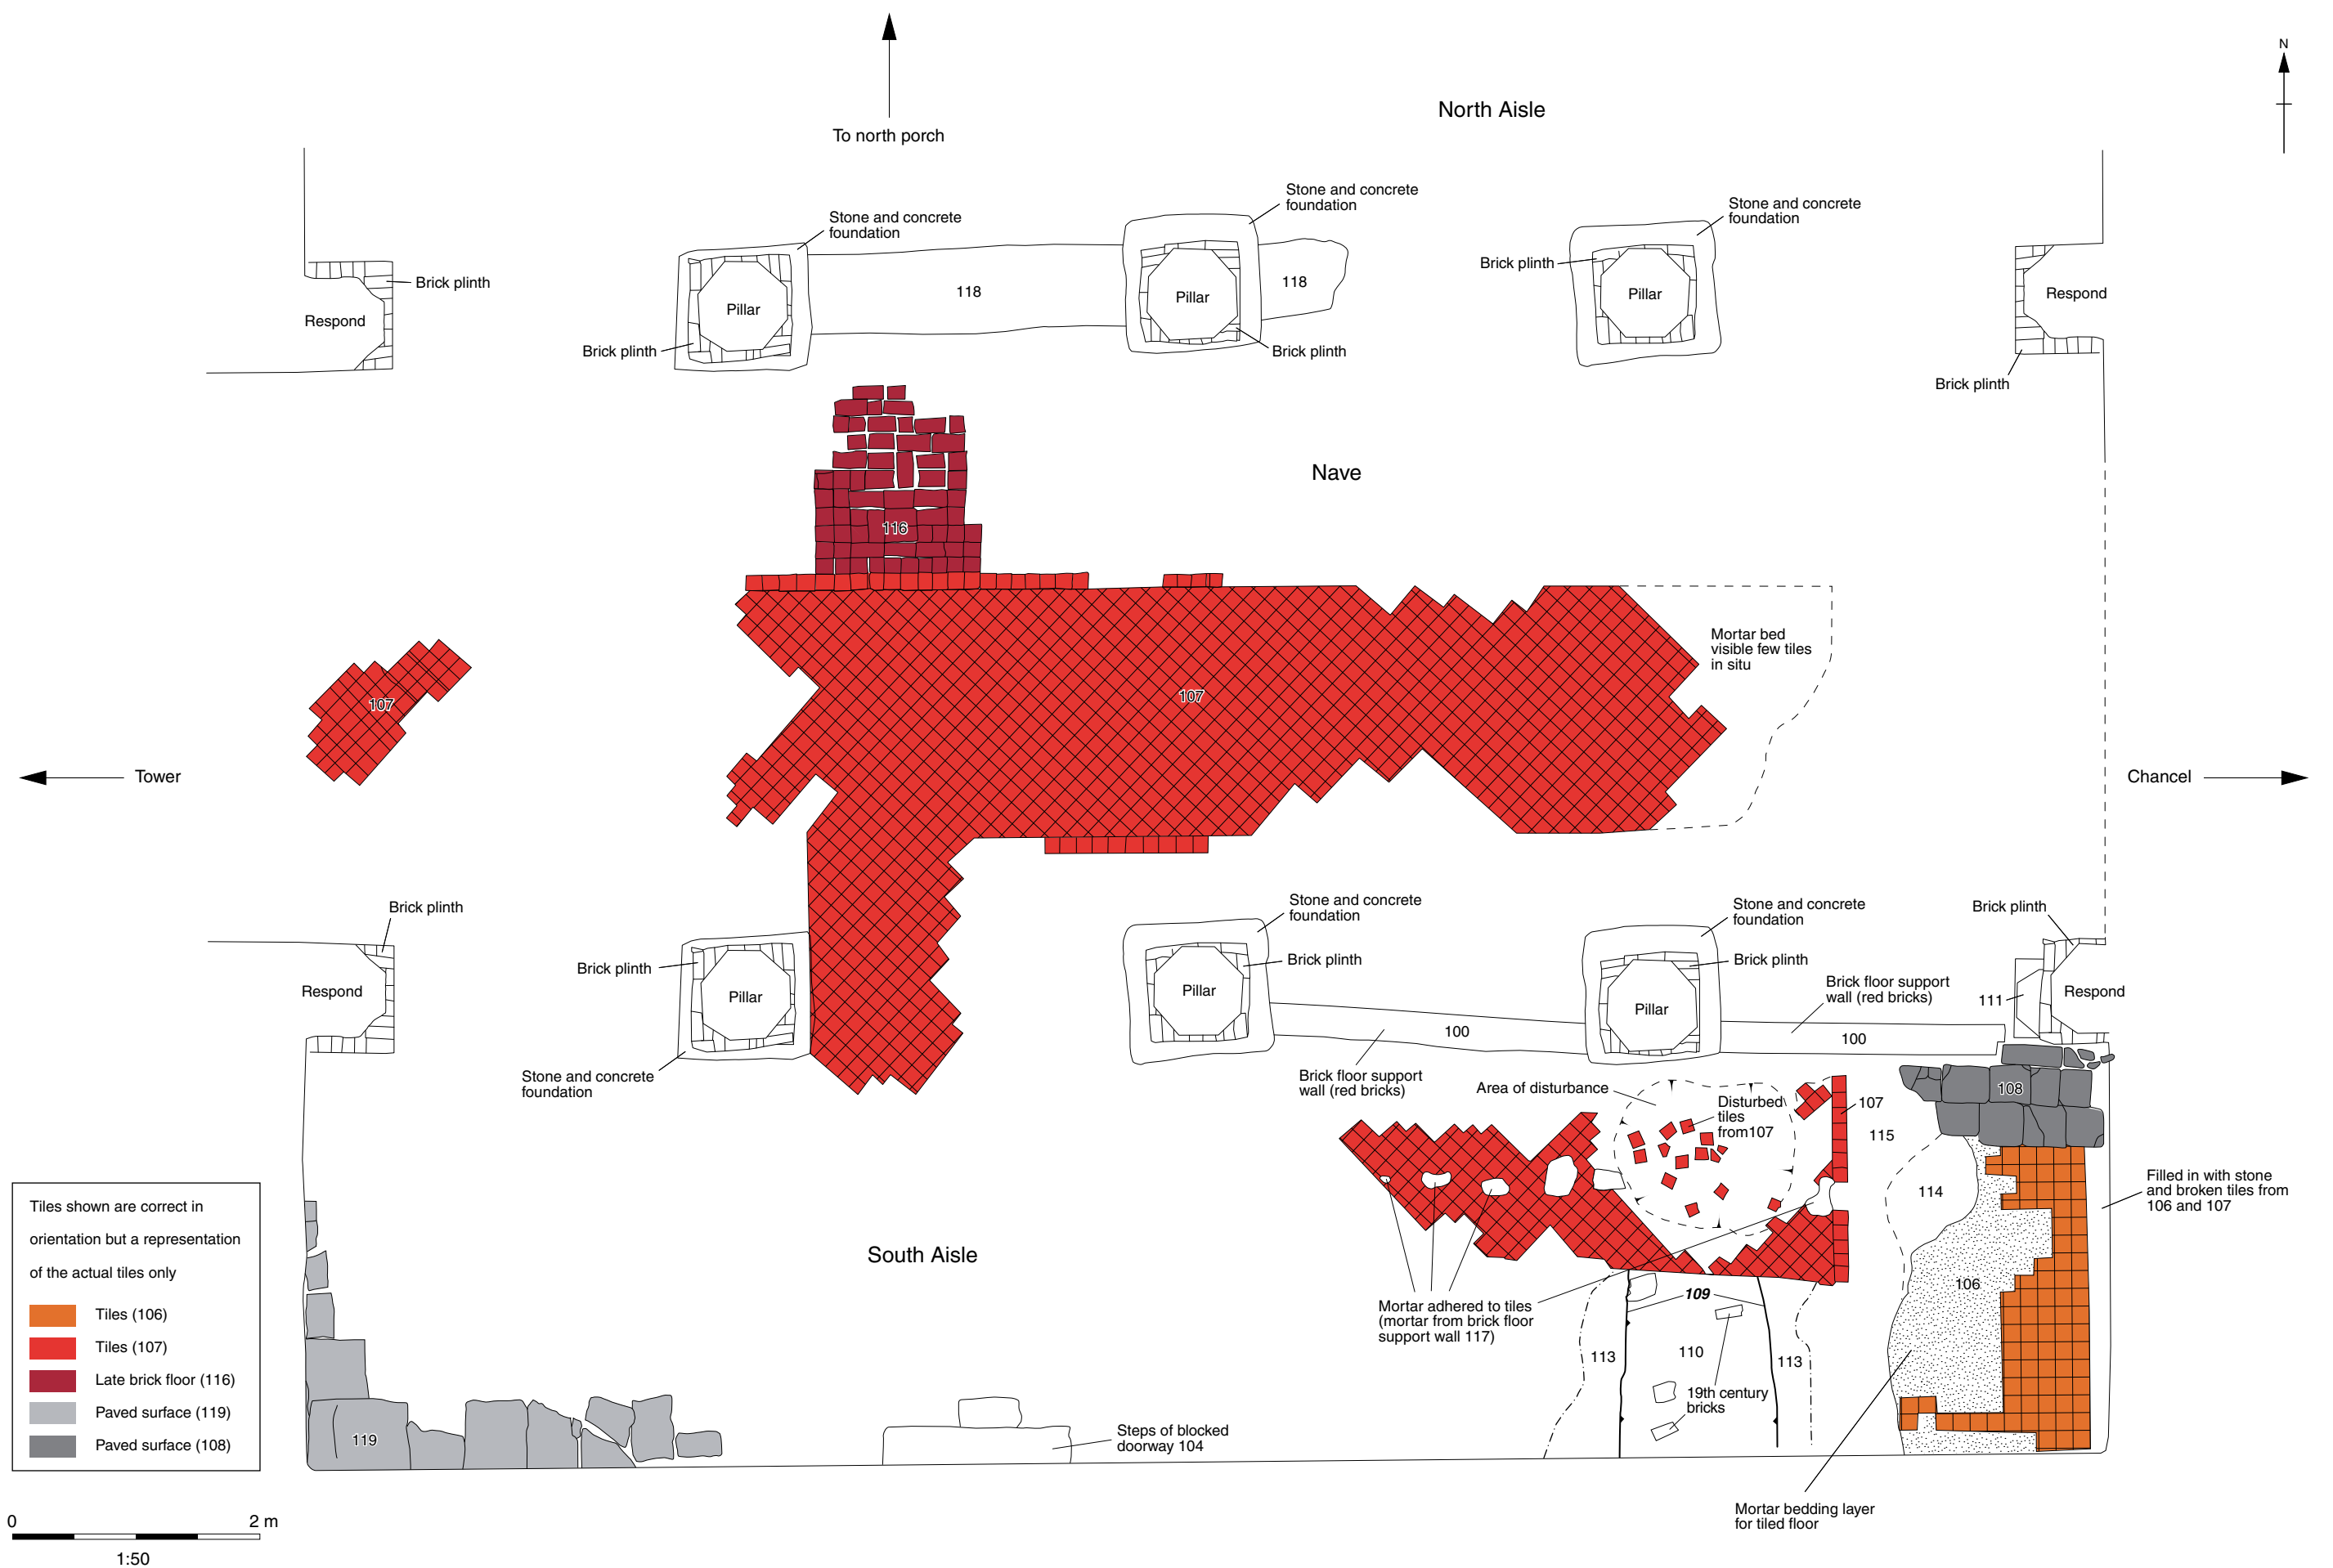 N
North Aisle
To north porch
Stone and concrete
foundation
Stone and concrete
foundation
Stone and concrete
foundation
Brick plinth
Respond
Pillar
118
Pillar
118
Brick plinth
Pillar
Respond
Brick plinth
Brick plinth
Brick plinth
Nave
116
Mortar bed
visible few tiles
in situ
107
107
Tower
Chancel
Brick plinth
Stone and concrete
foundation
Stone and concrete
foundation
Brick plinth
Brick plinth
Respond
Pillar
Pillar
Brick plinth
Pillar
Brick plinth
Brick floor support
wall (red bricks)
111
Respond
100
100
Stone and concrete
foundation
Brick floor support
wall (red bricks)
Area of disturbance
Disturbed
tiles
from107
107
108
115
Filled in with stone
and broken tiles from
106 and 107
114
South Aisle
106
Mortar adhered to tiles
(mortar from brick floor
support wall 117)
109
113
110
113
19th century
bricks
Steps of blocked
doorway 104
119
Mortar bedding layer
for tiled floor
Tiles shown are correct in
orientation but a representation
of the actual tiles only
Tiles (106)
Tiles (107)
Late brick floor (116)
Paved surface (119)
Paved surface (108)
0 2 m
1:50